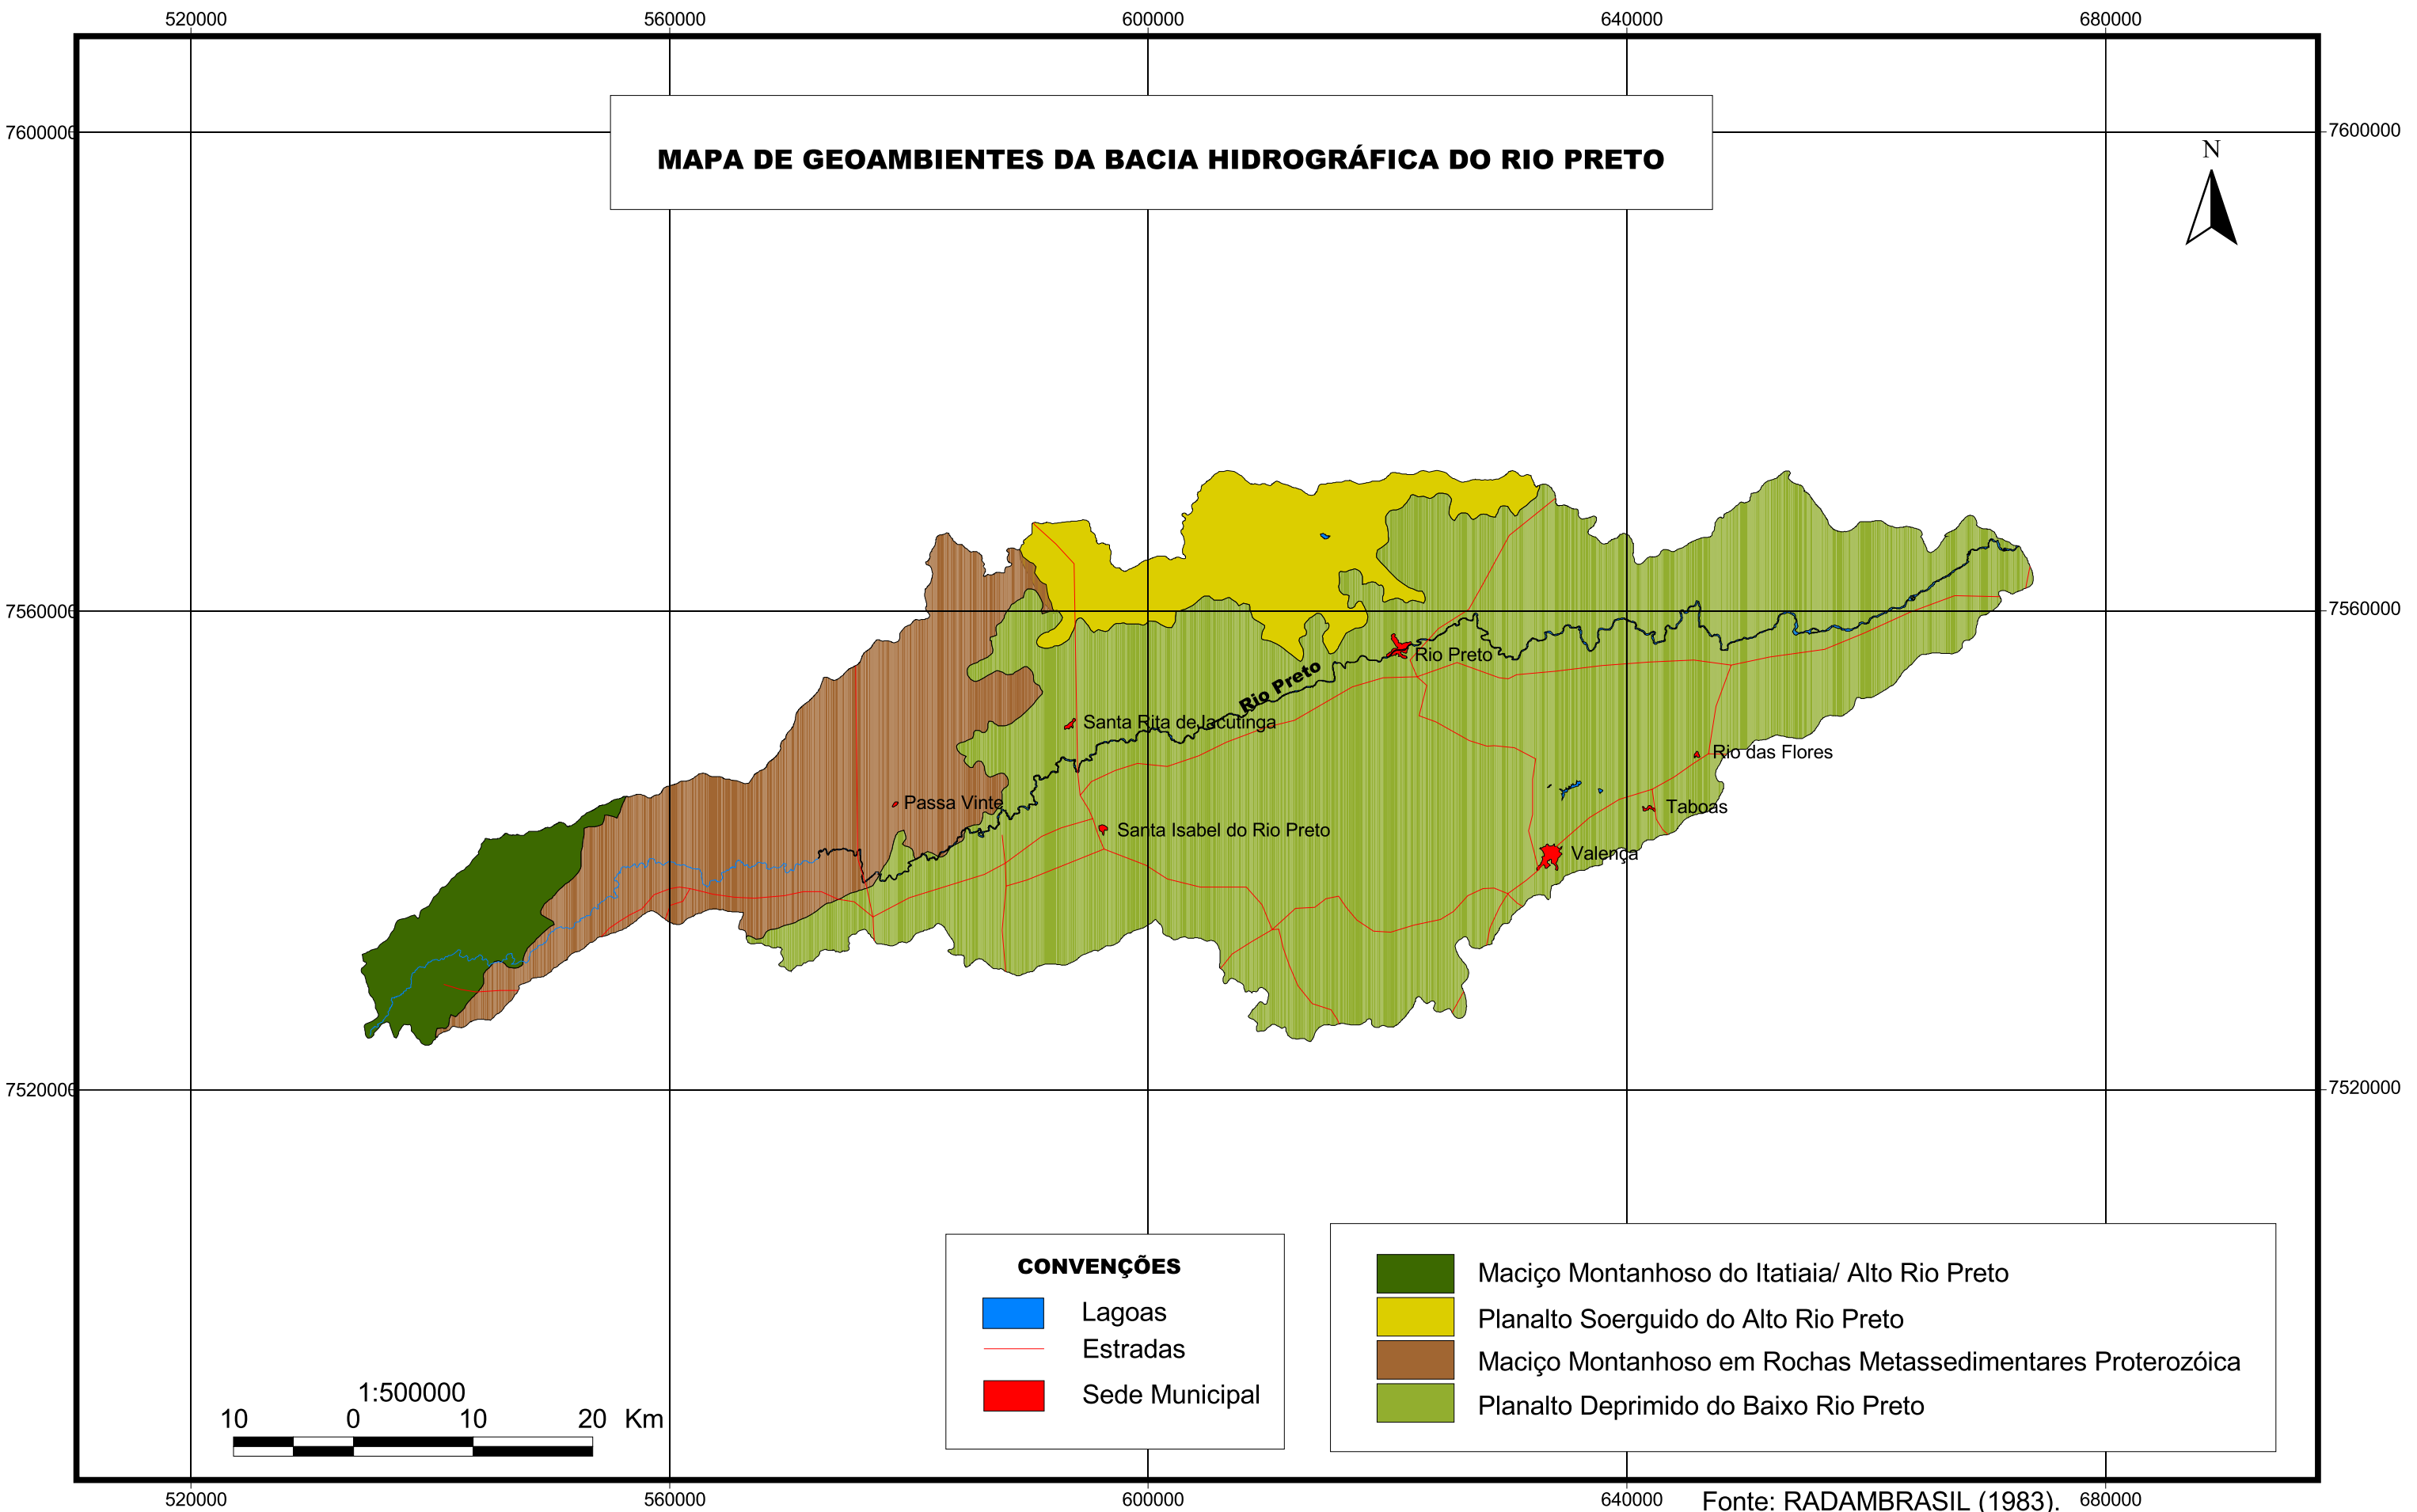 520000 560000 600000 640000 680000
7600000 7600000
MAPA DE GEOAMBIENTES DA BACIA HIDROGRÁFICA DO RIO PRETO
N
7560000 7560000
Rio Preto
Rio Preto
Santa Rita deJacutinga
Rio das Flores
Passa Vinte
Taboas
Santa Isabel do Rio Preto
Valença
7520000 7520000
CONVENÇÕES
Lagoas
Estradas
Sede Municipal
Maciço Montanhoso do Itatiaia/ Alto Rio Preto
Planalto Soerguido do Alto Rio Preto
Maciço Montanhoso em Rochas Metassedimentares Proterozóica
Planalto Deprimido do Baixo Rio Preto
1:500000
10 0 10 20 Km
520000 560000 600000 640000 680000
Fonte: RADAMBRASIL (1983).